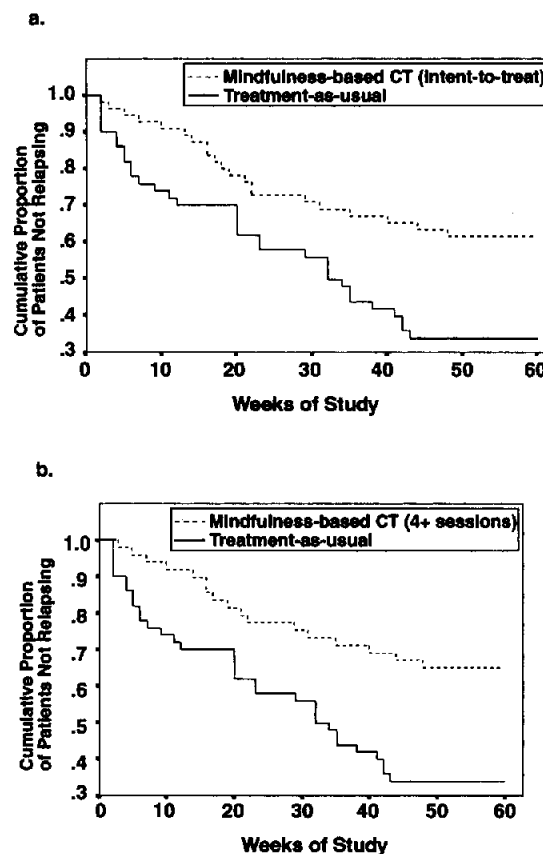 a.
Mindfulness-based CT (intent-to-treat)
Treatment-as-usual
Cumulative Proportion
of Patients Not Relapsing
1.0
.9
.8
.7
.6
.5
.4
.3
0 10 20 30 40 50 60
Weeks of Study
b.
Mindfulness-based CT (4+ sessions)
Treatment-as-usual
Cumulative Proportion
of Patients Not Relapsing
1.0
.9
.8
.7
.6
.5
.4
.3
0 10 20 30 40 50 60
Weeks of Study